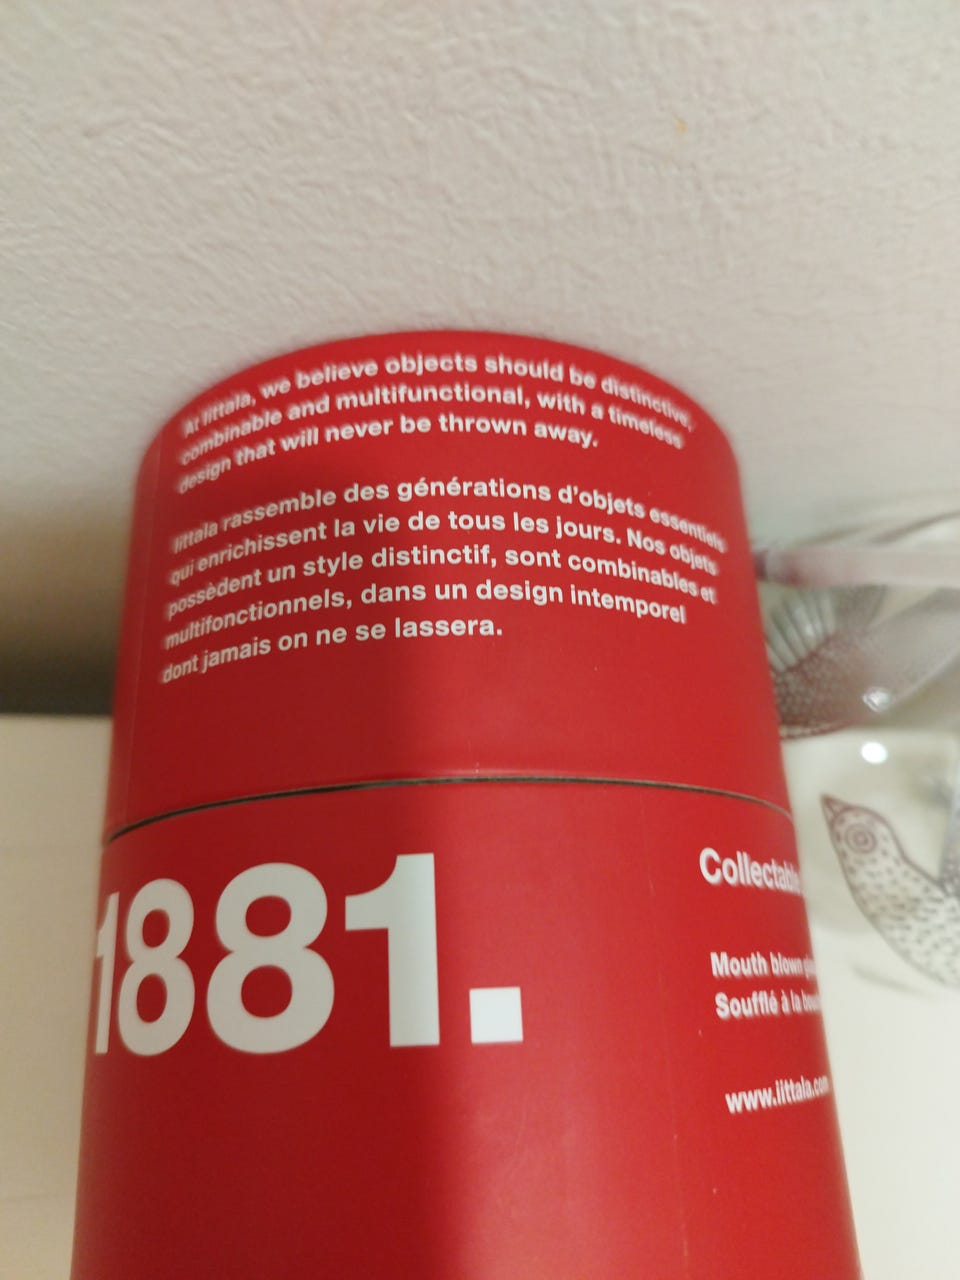 At Iittala, we believe objects should be distinctive,
combinable and multifunctional, with a timeless
design that will never be thrown away.
Iittala rassemble des générations d'objets essentiels
qui enrichissent la vie de tous les jours. Nos objets
possèdent un style distinctif, sont combinables et
multifonctionnels, dans un design intemporel
dont jamais on ne se lassera.
1881.
Collectable
Mouth blown
Soufflé à la
www.iittala.com